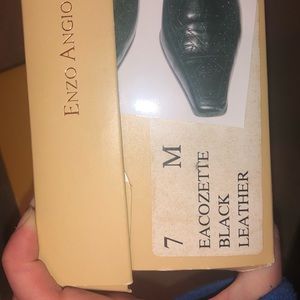 ENZO ANGIO
7 M
EACOZETTE
BLACK
LEATHER